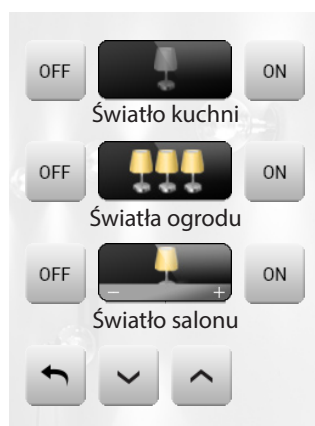 OFF ON
Światło kuchni
OFF ON
Światła ogrodu
OFF - + ON
Światło salonu